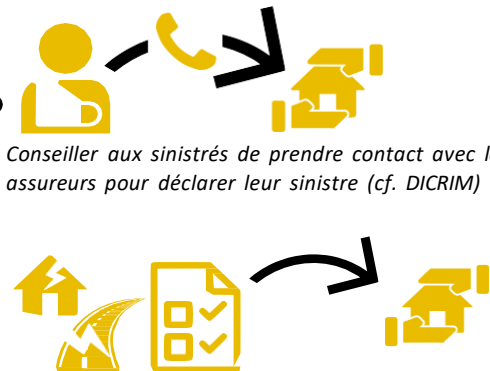 Conseiller aux sinistrés de prendre contact avec
assureurs pour déclarer leur sinistre (cf. DICRIM)